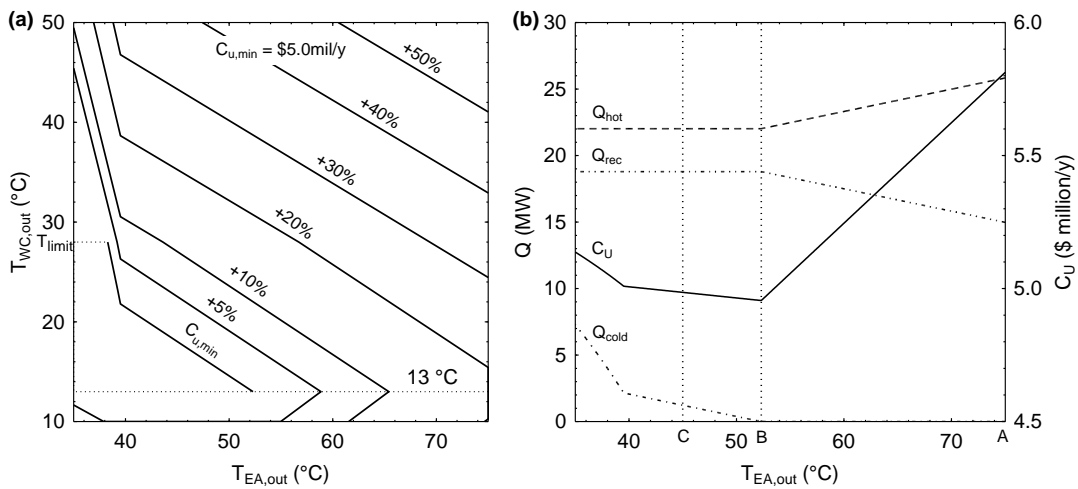 (a)
50
40
30
20
10
T_WC,out (°C)
T_limit
C_u,min = $5.0mil/y
+50%
+40%
+30%
+20%
+10%
+5%
C_u,min
13 °C
40
50
60
70
T_EA,out (°C)
(b)
30
25
20
15
10
5
0
Q (MW)
Q_hot
Q_rec
C_U
Q_cold
6.0
5.40
5.0
4.5
C_U ($ million/y)
40
C
50
B
60
70
A
T_EA,out (°C)